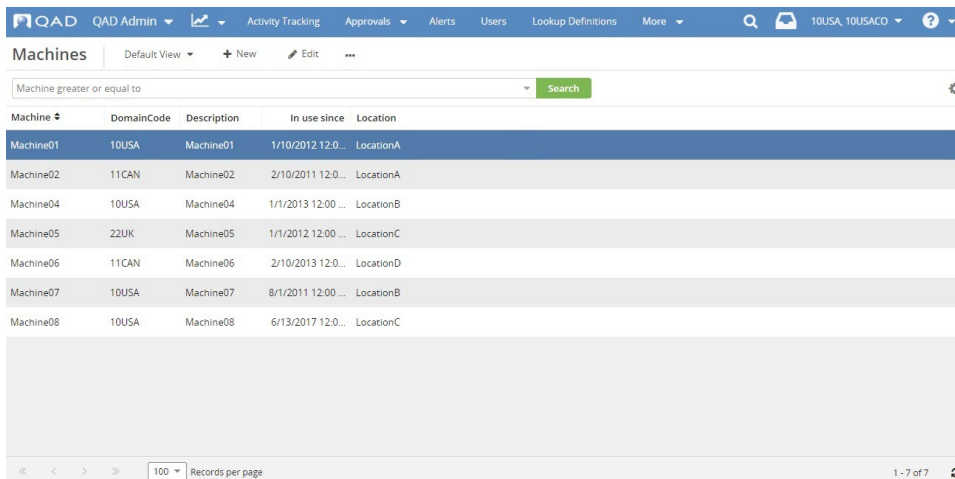 QAD QAD Admin Activity Tracking Approvals Alerts Users Lookup Definitions More 10USA, 10USACO ?
Machines Default View + New Edit ...
Machine greater or equal to Search
Machine DomainCode Description In use since Location
Machine01 10USA Machine01 1/10/2012 12:0... LocationA
Machine02 11CAN Machine02 2/10/2011 12:0... LocationA
Machine04 10USA Machine04 1/1/2013 12:00 ... LocationB
Machine05 22UK Machine05 1/1/2012 12:00 ... LocationC
Machine06 11CAN Machine06 2/10/2013 12:0... LocationD
Machine07 10USA Machine07 8/1/2011 12:00 ... LocationB
Machine08 10USA Machine08 6/13/2017 12:0... LocationC
100 Records per page 1 - 7 of 7